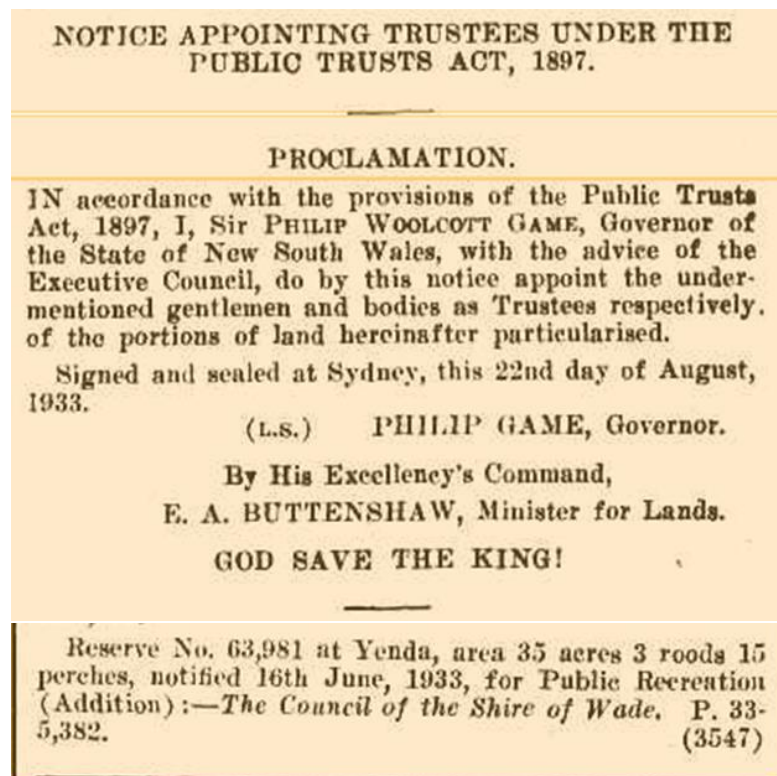 NOTICE APPOINTING TRUSTEES UNDER THE
PUBLIC TRUSTS ACT, 1897.
PROCLAMATION.
IN accordance with the provisions of the Public Trusts
Act, 1897, I, Sir PHILIP WOOLCOTT GAME, Governor of
the State of New South Wales, with the advice of the
Executive Council, do by this notice appoint the under-
mentioned gentlemen and bodies as Trustees respectively.
of the portions of land hereinafter particularised.
Signed and sealed at Sydney, this 22nd day of August,
1933.
(L.S.) PHILIP GAME, Governor.
By His Excellency's Command,
E. A. BUTTENSHAW, Minister for Lands.
GOD SAVE THE KING!
Reserve No. 63,981 at Yenda, area 35 acres 3 roods 15
perches, notified 16th June, 1933, for Public Recreation
(Addition):—The Council of the Shire of Wade. P. 33-
5,382. (3547)